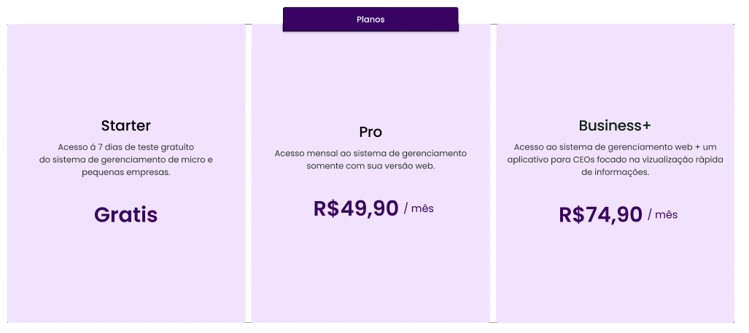 Planos
Starter
Acesso á 7 dias de teste gratuito
do sistema de gerenciamento de micro e
pequenas empresas.
Gratis
Pro
Acesso mensal ao sistema de gerenciamento
somente com sua versão web.
R$49,90 / mês
Business+
Acesso ao sistema de gerenciamento web + um
aplicativo para CEOs focado na vizualização rápida
de informações.
R$74,90 / mês